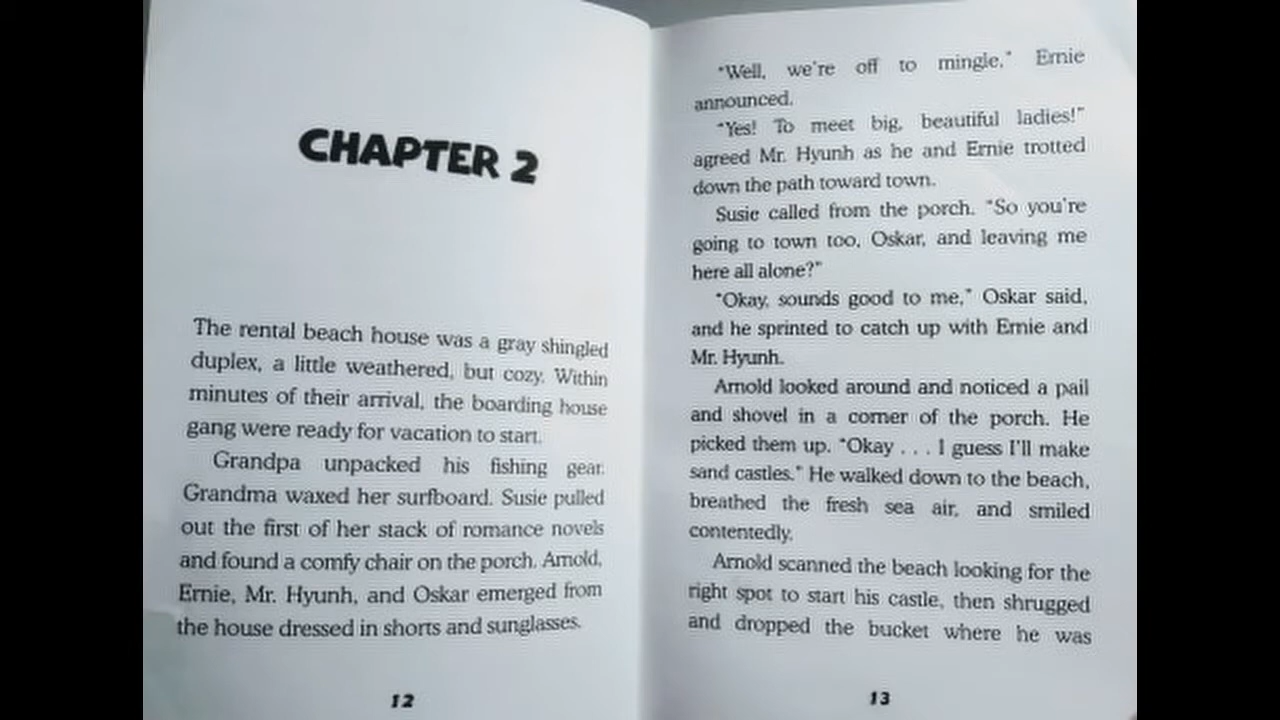 CHAPTER 2
The rental beach house was a gray shingled
duplex, a little weathered, but cozy. Within
minutes of their arrival, the boarding house
gang were ready for vacation to start.
Grandpa unpacked his fishing gear.
Grandma waxed her surfboard. Susie pulled
out the first of her stack of romance novels
and found a comfy chair on the porch. Arnold,
Ernie, Mr. Hyunh, and Oskar emerged from
the house dressed in shorts and sunglasses.
12
"Well, we're off to mingle," Ernie
announced.
"Yes! To meet big, beautiful ladies!"
agreed Mr. Hyunh as he and Ernie trotted
down the path toward town.
Susie called from the porch. "So you're
going to town too, Oskar, and leaving me
here all alone?"
"Okay, sounds good to me," Oskar said,
and he sprinted to catch up with Ernie and
Mr. Hyunh.
Arnold looked around and noticed a pail
and shovel in a corner of the porch. He
picked them up. "Okay . . . I guess I'll make
sand castles." He walked down to the beach,
breathed the fresh sea air, and smiled
contentedly.
Arnold scanned the beach looking for the
right spot to start his castle, then shrugged
and dropped the bucket where he was
13